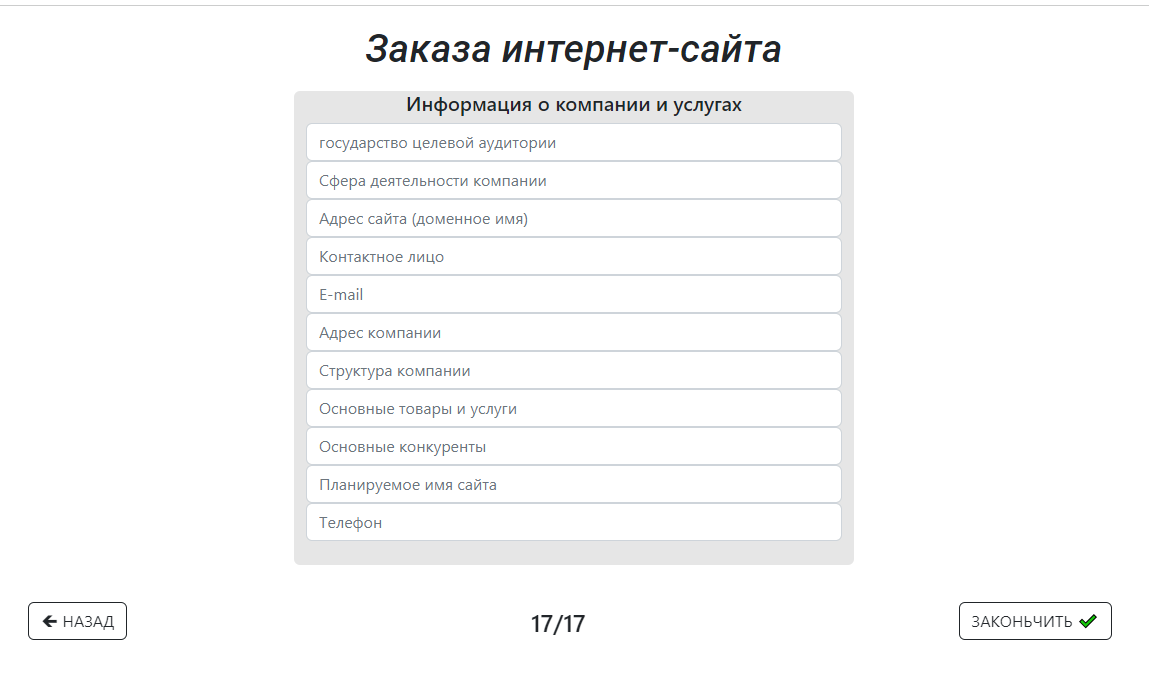 Заказа интернет-сайта
Информация о компании и услугах
государство целевой аудитории
Сфера деятельности компании
Адрес сайта (доменное имя)
Контактное лицо
E-mail
Адрес компании
Структура компании
Основные товары и услуги
Основные конкуренты
Планируемое имя сайта
Телефон
НАЗАД
17/17
ЗАКОНЬЧИТЬ